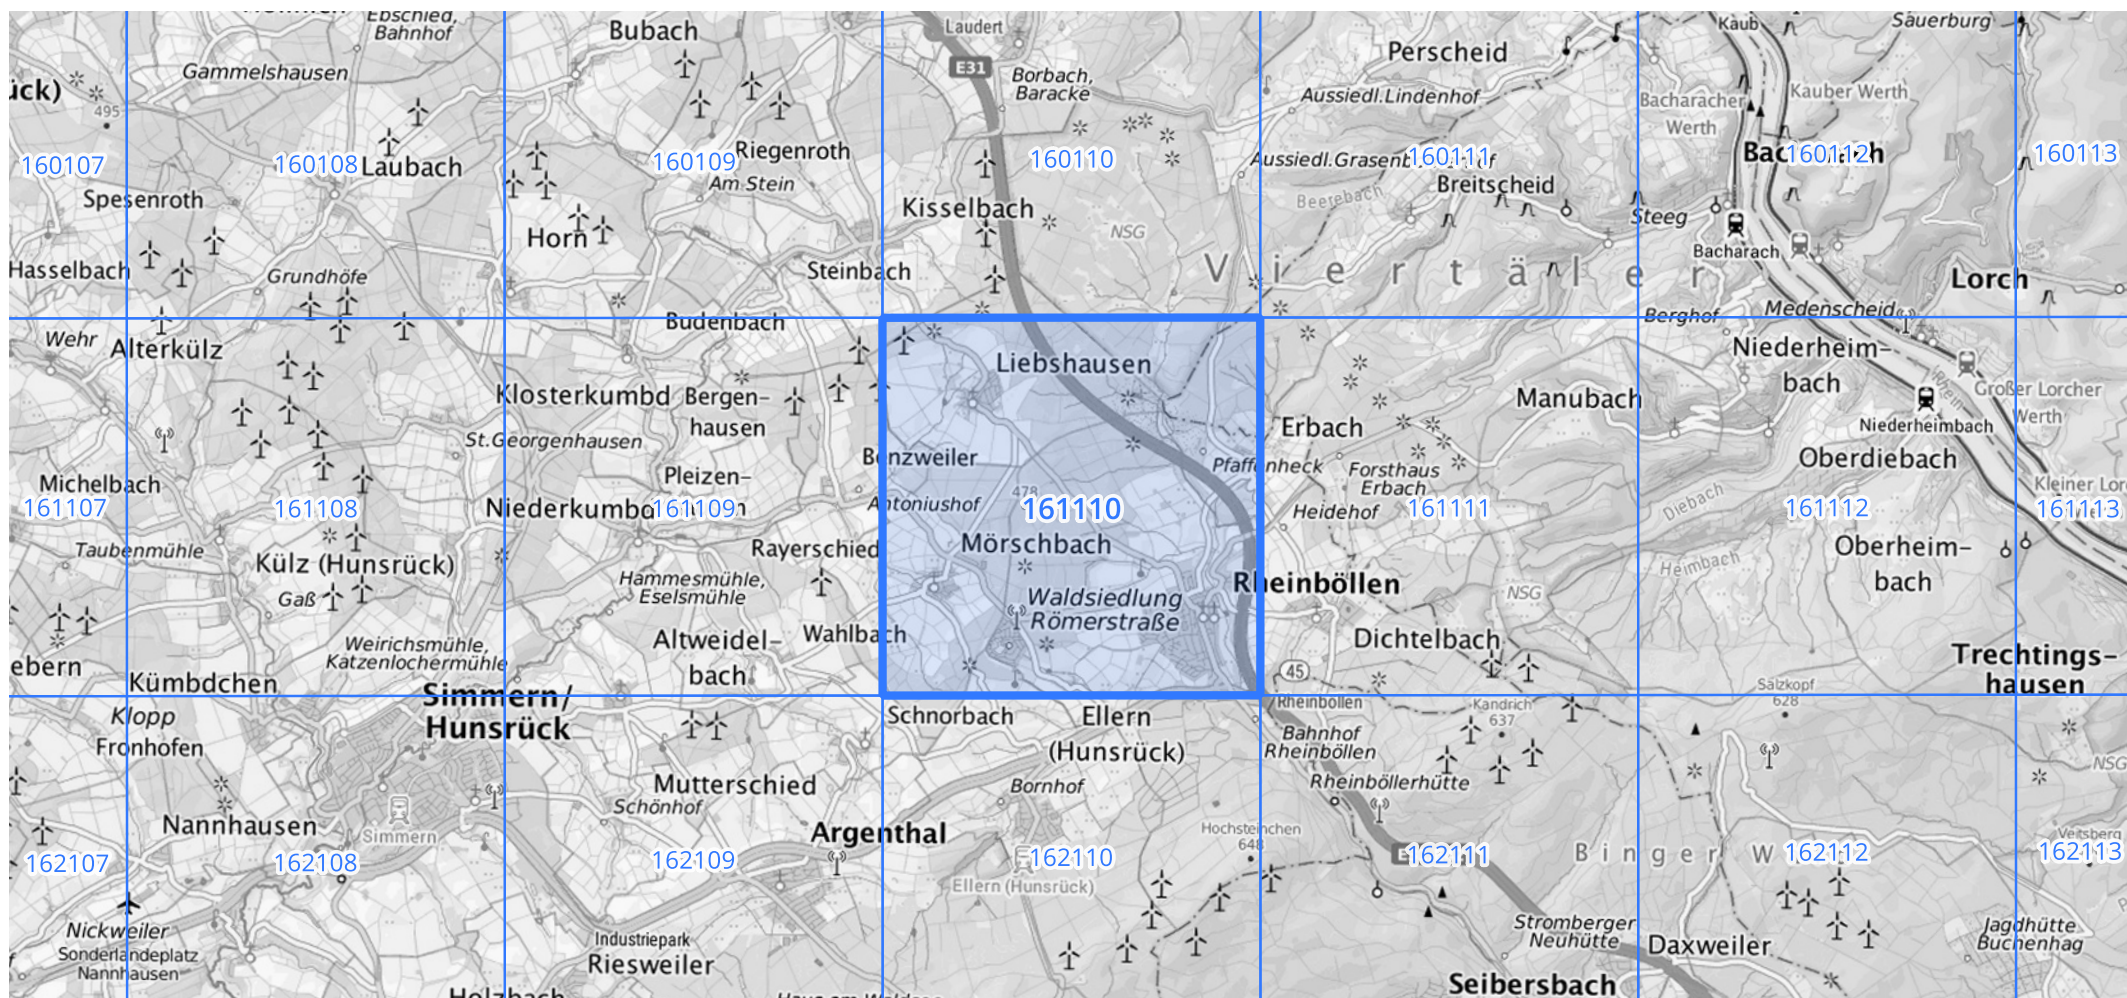 Ebschied,
Bahnhof
Bubach
Laudert
Perscheid
Kaub
Sauerburg
Gammelshausen
E31
Borbach,
Baracke
Aussiedl.Lindenhof
Kauber Werth
Bacharacher
Werth
ück)
495
160107
160108
Laubach
160109
Riegenroth
160110
160111
160112
160113
Am Stein
Breitscheid
Beerebach
Spesenroth
Kisselbach
Steeg
Horn
NSG
Hasselbach
Grundhöfe
Steinbach
Viertäler
Bacharach
Lorch
Medenscheid
Berghof
Budenbach
Wehr
Alterkülz
Liebshausen
Niederheim-
bach
Klosterkumbd
Bergen-
hausen
Manubach
Rhein
Großer Lorcher
Werth
Erbach
Niederheimbach
St.Georgenhausen
Benzweiler
Pfaffenheck
Forsthaus
Erbach
Oberdiebach
Michelbach
Pleizen-
Antoniushof
478
Heidehof
Diebach
Kleiner Lor
161107
161108
161109
161110
161111
161112
161113
Taubenmühle
Külz (Hunsrück)
Rayerschied
Mörschbach
Oberheim-
bach
Heimbach
Gaß
Hammesmühle,
Eselsmühle
Waldsiedlung
Römerstraße
Rheinböllen
NSG
Weirichsmühle,
Katzenlochermühle
Altweidel-
bach
Wahlbach
Dichtelbach
ebern
Kümbdchen
45
Trechtings-
hausen
Simmern/
Hunsrück
Salzkopf
628
Klopp
Fronhofen
Schnorbach
Ellern
(Hunsrück)
Rheinböllen
Bahnhof
Rheinböllen
Kandrich
637
Mutterschied
Bornhof
Rheinböllerhütte
NSG
Schönhof
Nannhausen
Simmern
Argenthal
Hochsteinchen
648
Veitsberg
162107
162108
162109
162110
162111
162112
162113
Binger W
Ellern (Hunsrück)
Nickweiler
Sonderlandeplatz
Nannhausen
Industriepark
Riesweiler
Stromberger
Neuhütte
Daxweiler
Jagdhütte
Buchenhag
Seibersbach
Holzbach